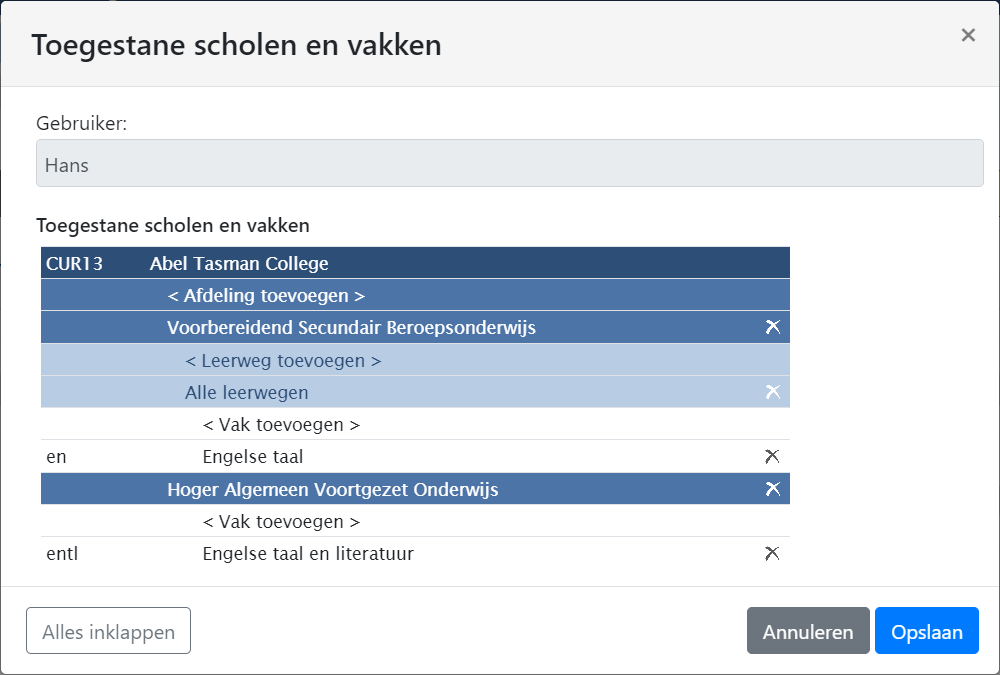 Toegestane scholen en vakken
×
Gebruiker:
Hans
Toegestane scholen en vakken
CUR13 Abel Tasman College
< Afdeling toevoegen >
Voorbereidend Secundair Beroepsonderwijs
< Leerweg toevoegen >
Alle leerwegen
< Vak toevoegen >
en Engelse taal
Hoger Algemeen Voortgezet Onderwijs
< Vak toevoegen >
entl Engelse taal en literatuur
Alles inklappen Annuleren Opslaan